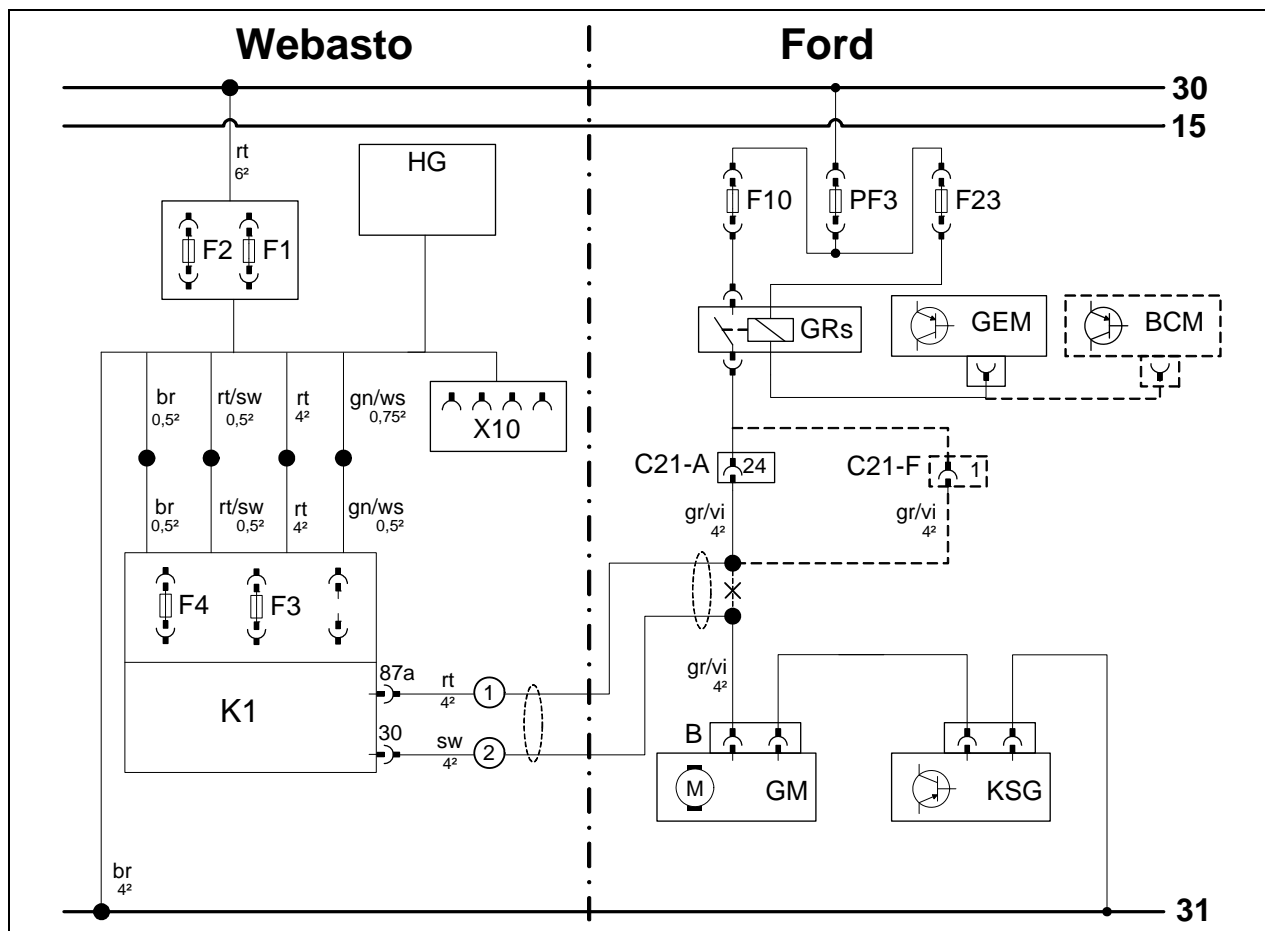 Webasto
Ford
30
15
rt
6²
HG
F2
F1
F10
PF3
F23
GRs
GEM
BCM
br
0,5²
rt/sw
0,5²
rt
4²
gn/ws
0,75²
X10
C21-A
24
C21-F
1
br
0,5²
rt/sw
0,5²
rt
4²
gn/ws
0,5²
gr/vi
4²
gr/vi
4²
F4
F3
87a
rt
4²
1
gr/vi
4²
K1
30
sw
4²
2
B
M
GM
KSG
br
4²
31